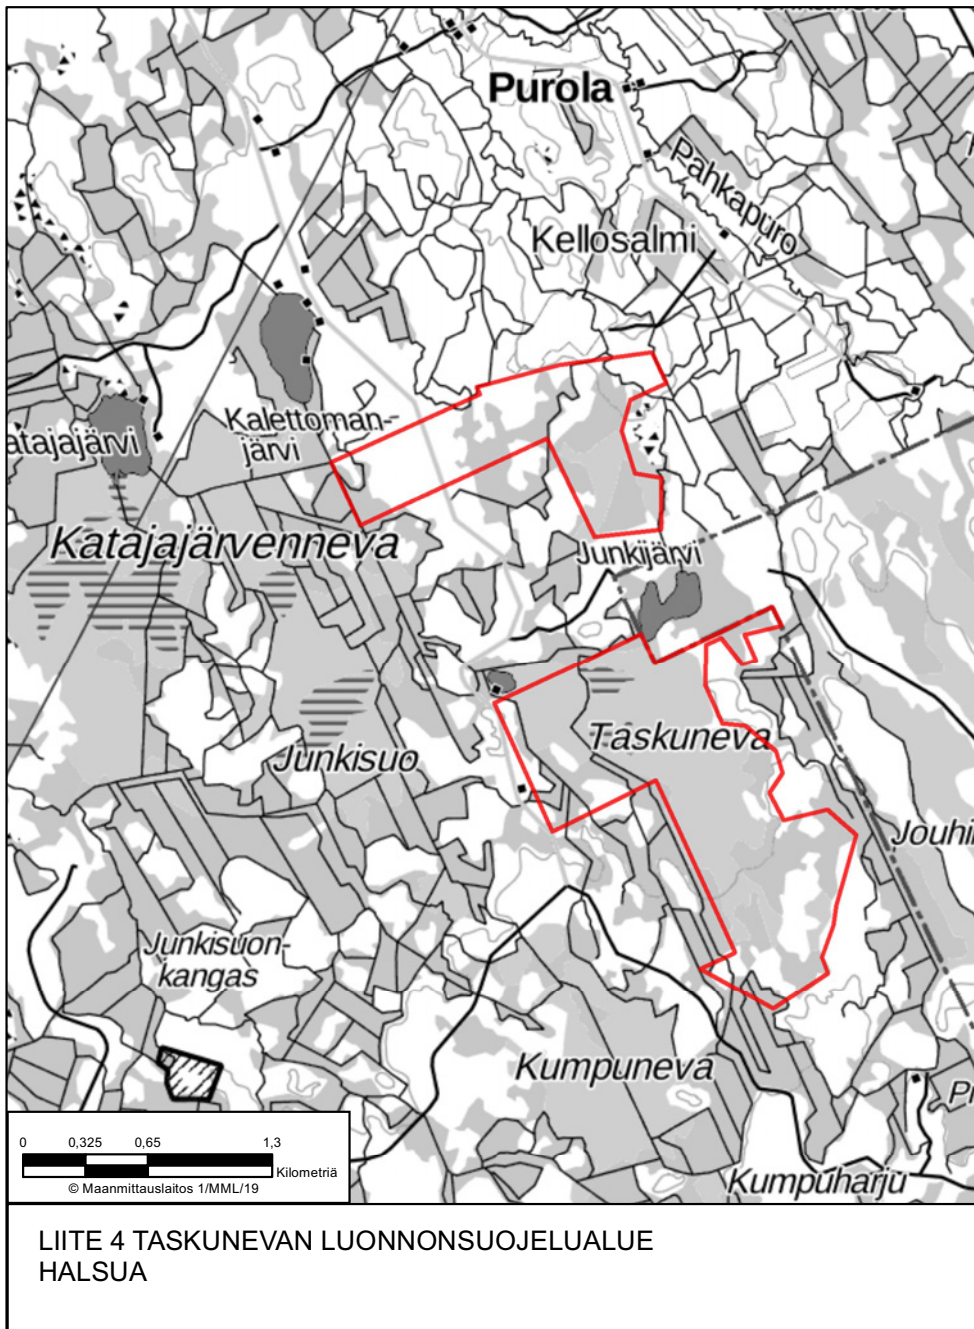 Purola
Pahkapuro
Kellosalmi
Kalettoman-
järvi
atajajärvi
Katajajärvenneva
Junkijärvi
Taskuneva
Junkisuo
Jouhi
Junkisuon-
kangas
Kumpuneva
Kumpuharju
0 0,325 0,65 1,3
Kilometriä
© Maanmittauslaitos 1/MML/19
LIITE 4 TASKUNEVAN LUONNONSUOJELUALUE
HALSUA